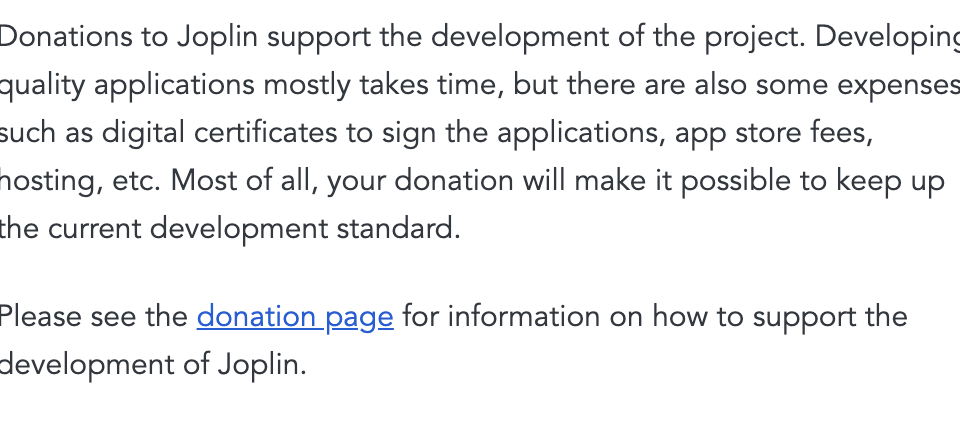 Donations to Joplin support the development of the project. Developing
quality applications mostly takes time, but there are also some expenses,
such as digital certificates to sign the applications, app store fees,
hosting, etc. Most of all, your donation will make it possible to keep up
the current development standard.
Please see the donation page for information on how to support the
development of Joplin.